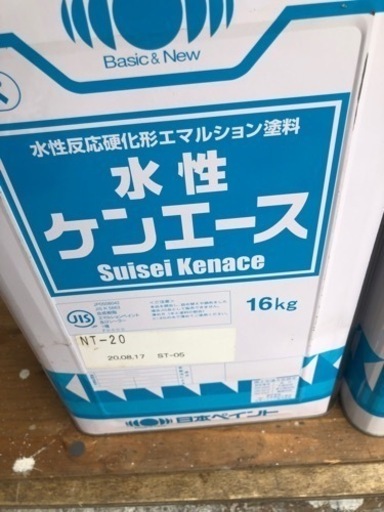 Basic & New
水性反応硬化形エマルション塗料
水性
ケンエース
Suisei Kenace
16kg
JIS
NT-20
20.08.17 ST-05
日本ペイント